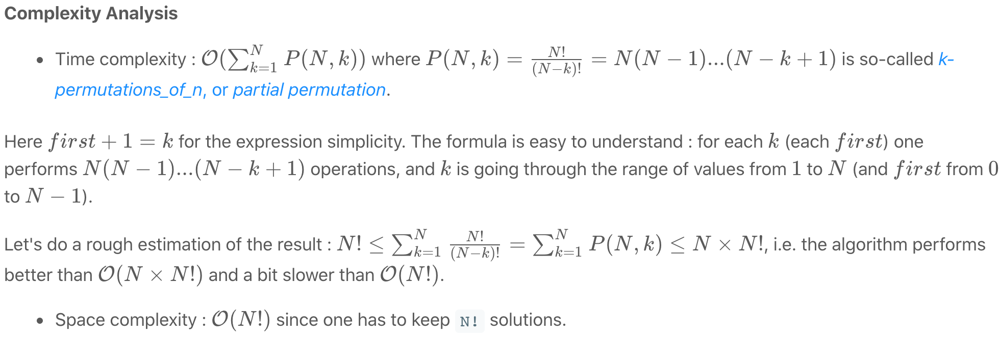 Complexity Analysis
• Time complexity : $\mathcal{O}(\sum_{k=1}^{N} P(N, k))$ where $P(N, k) = \frac{N!}{(N-k)!} = N(N-1)...(N-k+1)$ is so-called k-
permutations_of_n, or partial permutation.
Here $first + 1 = k$ for the expression simplicity. The formula is easy to understand : for each $k$ (each $first$) one
performs $N(N-1)...(N-k+1)$ operations, and $k$ is going through the range of values from $1$ to $N$ (and $first$ from $0$
to $N-1$).
Let's do a rough estimation of the result : $N! \leq \sum_{k=1}^{N} \frac{N!}{(N-k)!} = \sum_{k=1}^{N} P(N, k) \leq N \times N!$, i.e. the algorithm performs
better than $\mathcal{O}(N \times N!)$ and a bit slower than $\mathcal{O}(N!)$.
• Space complexity : $\mathcal{O}(N!)$ since one has to keep N! solutions.